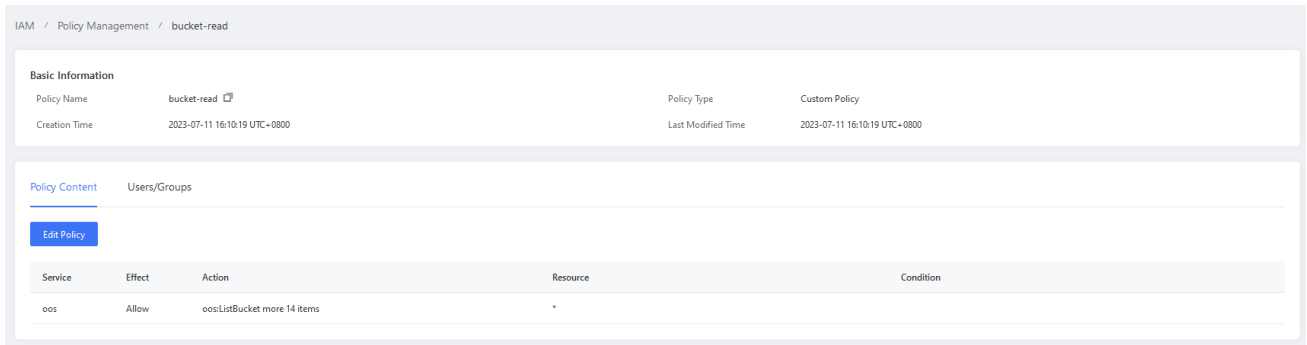 IAM / Policy Management / bucket-read
Basic Information
Policy Name bucket-read Policy Type Custom Policy
Creation Time 2023-07-11 16:10:19 UTC+0800 Last Modified Time 2023-07-11 16:10:19 UTC+0800
Policy Content Users/Groups
Edit Policy
Service Effect Action Resource Condition
oos Allow oos:ListBucket more 14 items *